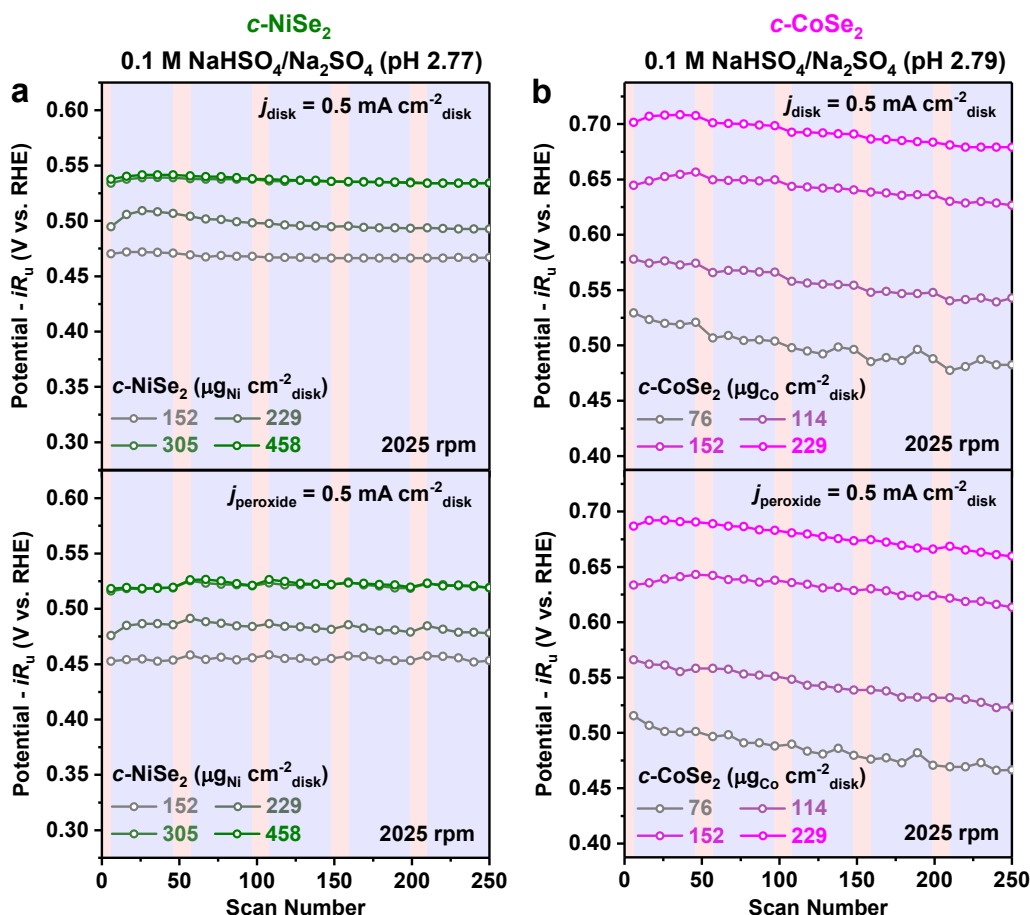 c-NiSe2
0.1 M NaHSO4/Na2SO4 (pH 2.77)
c-CoSe2
0.1 M NaHSO4/Na2SO4 (pH 2.79)
a
jdisk = 0.5 mA cm-2disk
0.60
0.55
0.50
0.45
0.40
0.35
0.30
Potential - iRu (V vs. RHE)
c-NiSe2 (μgNi cm-2disk)
152 229
305 458
2025 rpm
jperoxide = 0.5 mA cm-2disk
0.60
0.55
0.50
0.45
0.40
0.35
0.30
Potential - iRu (V vs. RHE)
c-NiSe2 (μgNi cm-2disk)
152 229
305 458
2025 rpm
0 50 100 150 200 250
Scan Number
b
jdisk = 0.5 mA cm-2disk
0.70
0.65
0.60
0.55
0.50
0.45
0.40
Potential - iRu (V vs. RHE)
c-CoSe2 (μgCo cm-2disk)
76 114
152 229
2025 rpm
jperoxide = 0.5 mA cm-2disk
0.70
0.65
0.60
0.55
0.50
0.45
0.40
Potential - iRu (V vs. RHE)
c-CoSe2 (μgCo cm-2disk)
76 114
152 229
2025 rpm
0 50 100 150 200 250
Scan Number